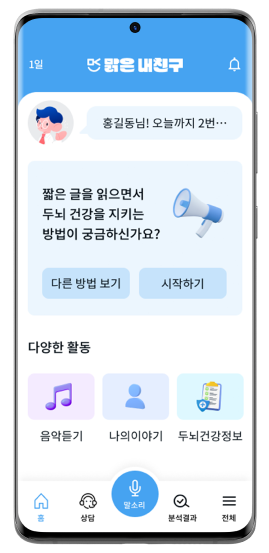 1일
맑은 내친구
홍길동님! 오늘까지 2번…
짧은 글을 읽으면서
두뇌 건강을 지키는
방법이 궁금하신가요?
다른 방법 보기
시작하기
다양한 활동
음악듣기
나의이야기
두뇌건강정보
홈
상담
말소리
분석결과
전체